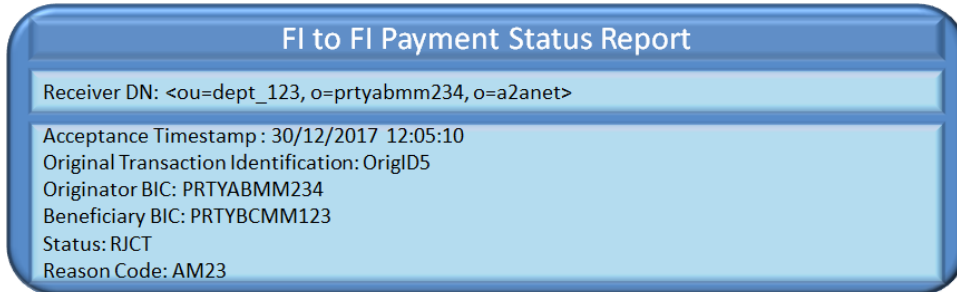 FI to FI Payment Status Report
Receiver DN: <ou=dept_123, o=prtyabmm234, o=a2anet>
Acceptance Timestamp : 30/12/2017 12:05:10
Original Transaction Identification: OrigID5
Originator BIC: PRTYABMM234
Beneficiary BIC: PRTYBCMM123
Status: RJCT
Reason Code: AM23